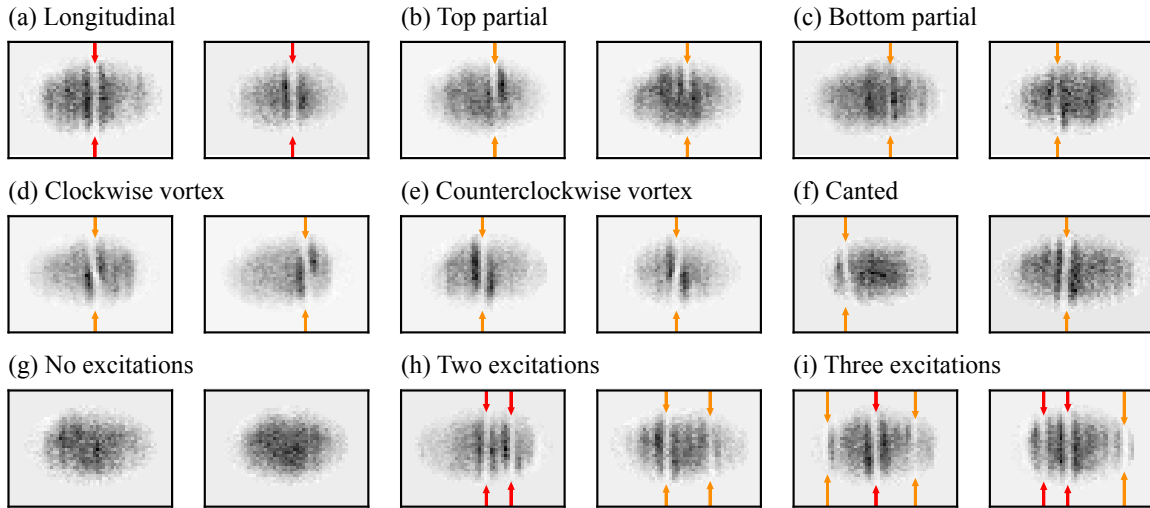 (a) Longitudinal
(b) Top partial
(c) Bottom partial
(d) Clockwise vortex
(e) Counterclockwise vortex
(f) Canted
(g) No excitations
(h) Two excitations
(i) Three excitations